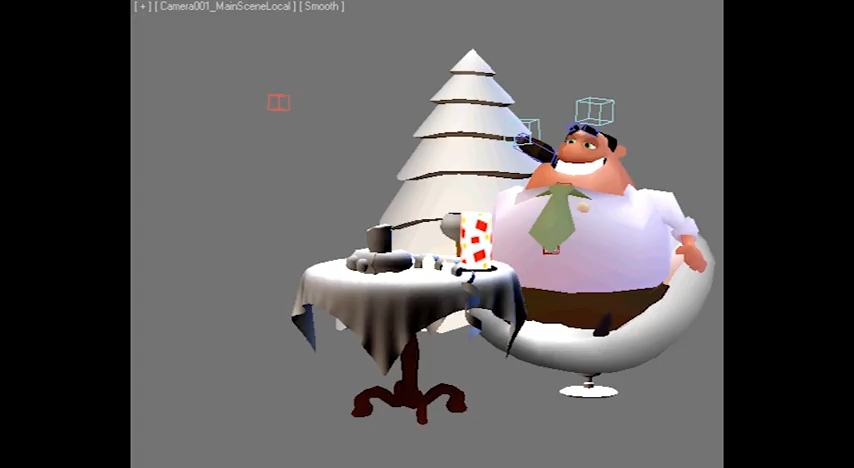 [ + ] [ Camera001_MainSceneLocal ] [ Smooth ]